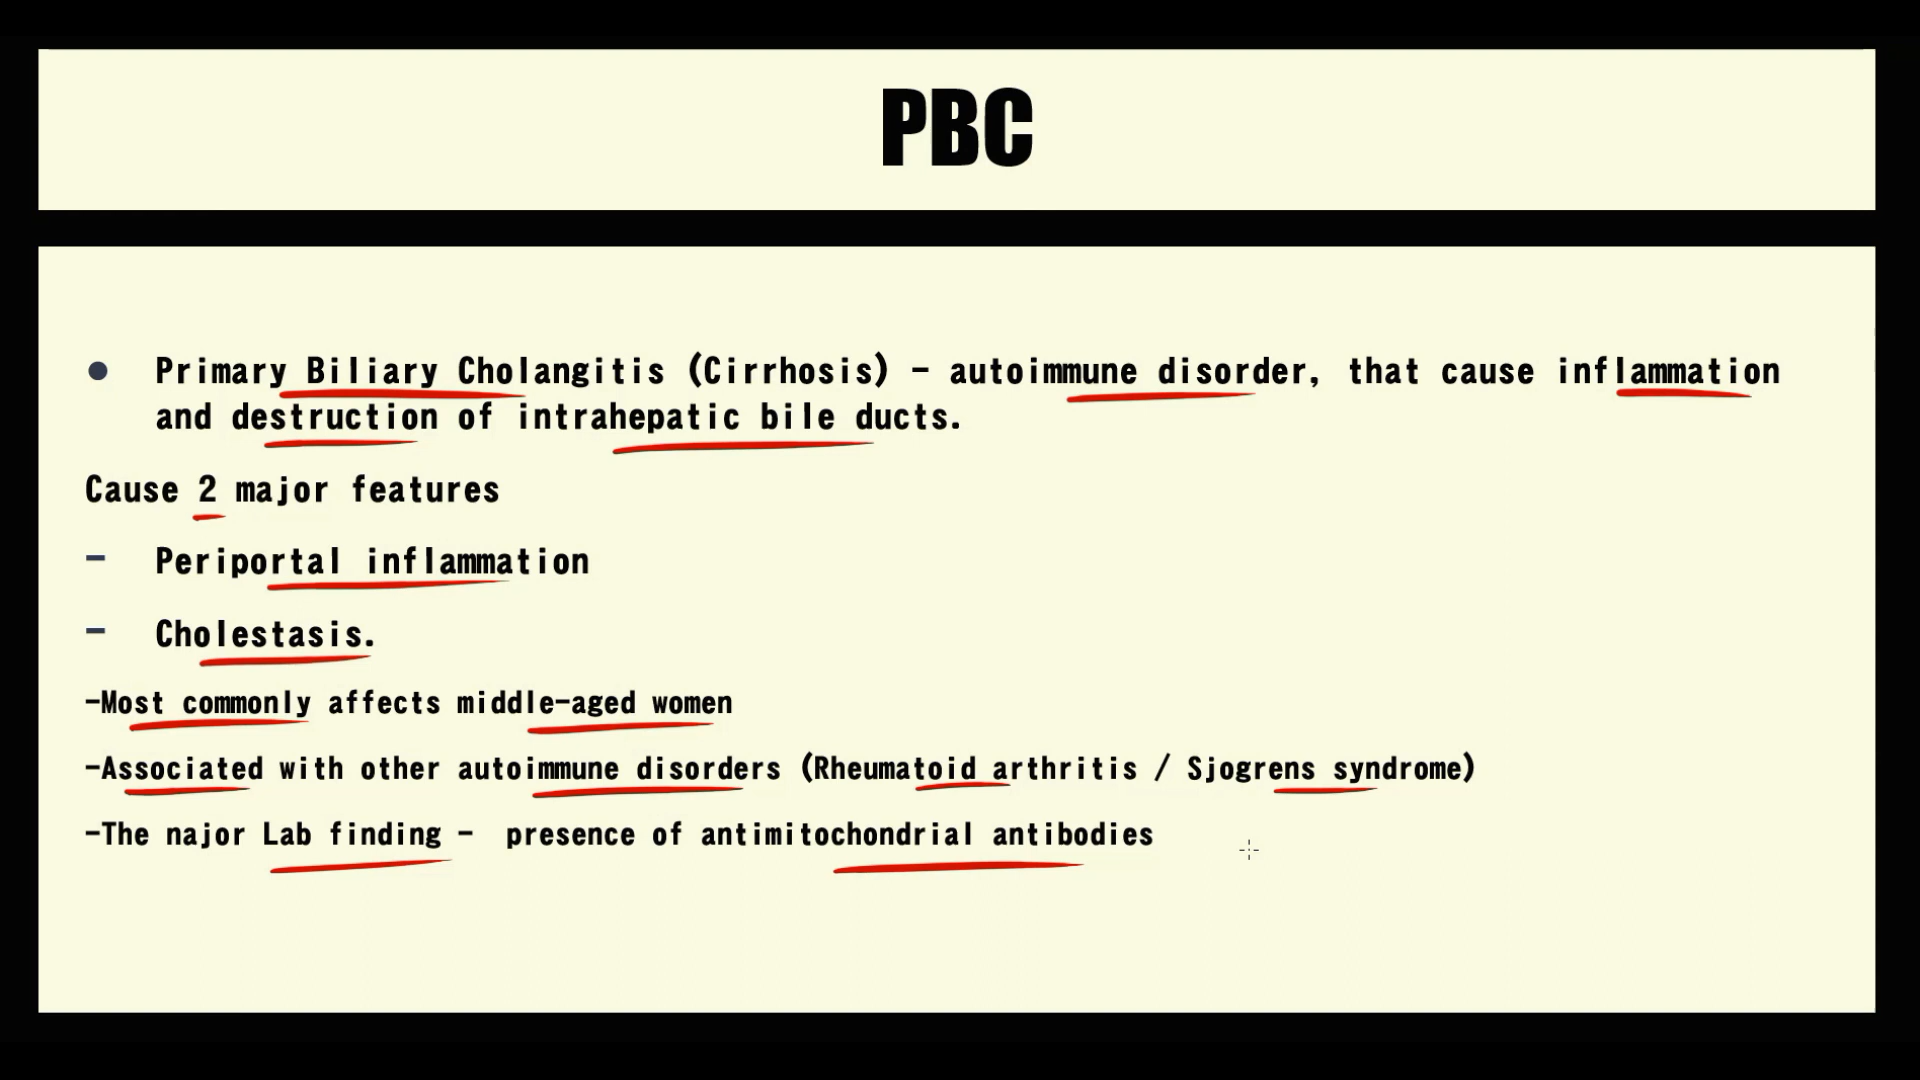 PBC
● Primary Biliary Cholangitis (Cirrhosis) – autoimmune disorder, that cause inflammation
and destruction of intrahepatic bile ducts.
Cause 2 major features
– Periportal inflammation
– Cholestasis.
-Most commonly affects middle-aged women
-Associated with other autoimmune disorders (Rheumatoid arthritis / Sjogrens syndrome)
-The najor Lab finding – presence of antimitochondrial antibodies